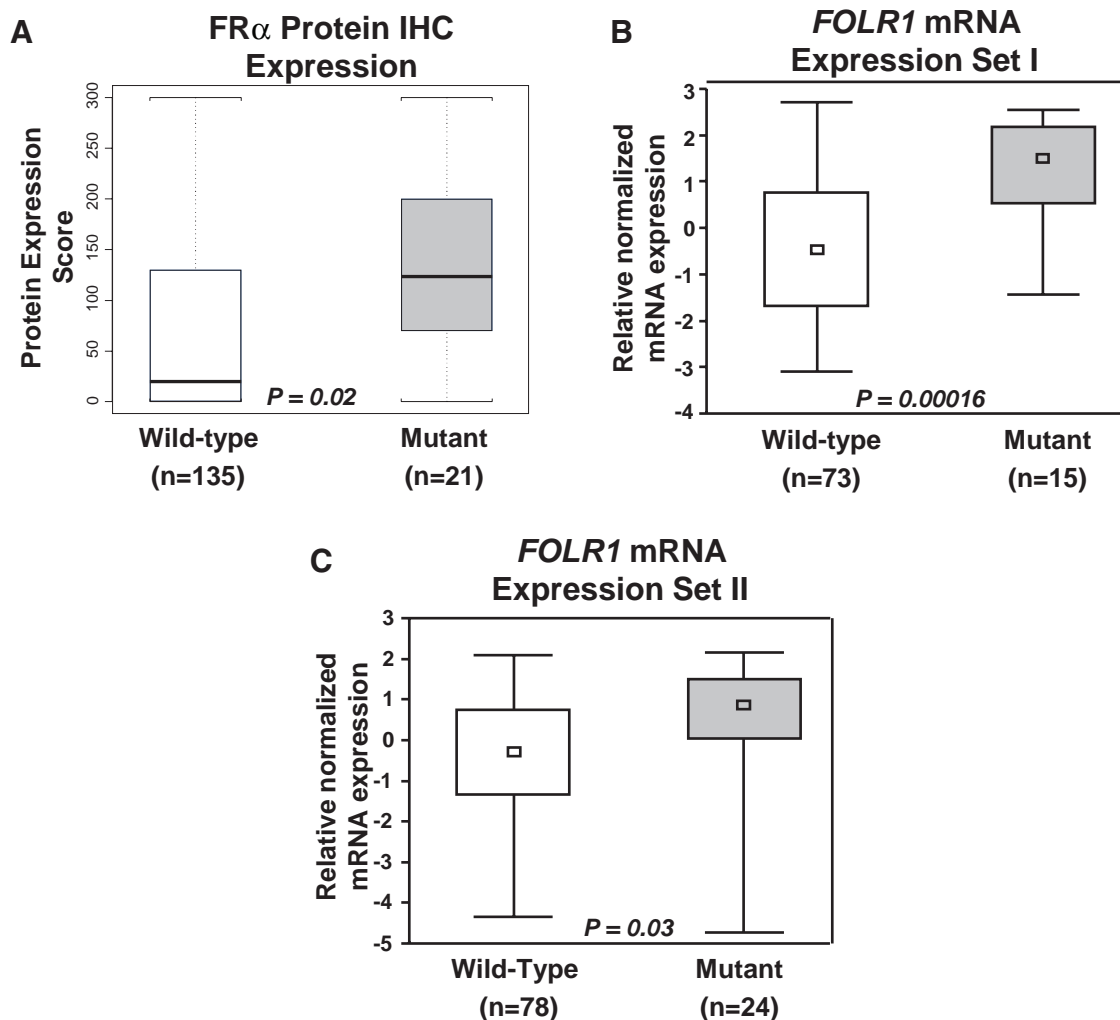 A
FRα Protein IHC
Expression
Protein Expression
Score
300
250
200
150
100
50
0
P = 0.02
Wild-type
Mutant
(n=135)
(n=21)
B
FOLR1 mRNA
Expression Set I
Relative normalized
mRNA expression
3
2
1
0
-1
-2
-3
-4
P = 0.00016
Wild-type
Mutant
(n=73)
(n=15)
C
FOLR1 mRNA
Expression Set II
Relative normalized
mRNA expression
3
2
1
0
-1
-2
-3
-4
-5
P = 0.03
Wild-Type
Mutant
(n=78)
(n=24)